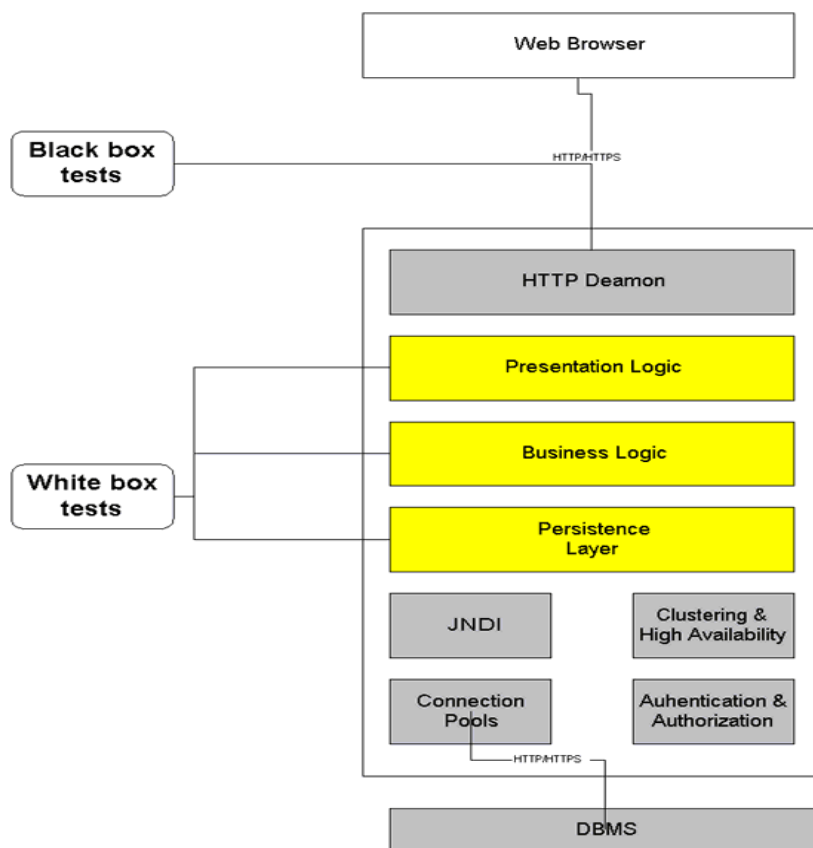 Web Browser
Black box
tests
HTTP/HTTPS
HTTP Deamon
Presentation Logic
Business Logic
White box
tests
Persistence
Layer
JNDI
Clustering &
High Availability
Connection
Pools
Auhentication &
Authorization
HTTP/HTTPS
DBMS